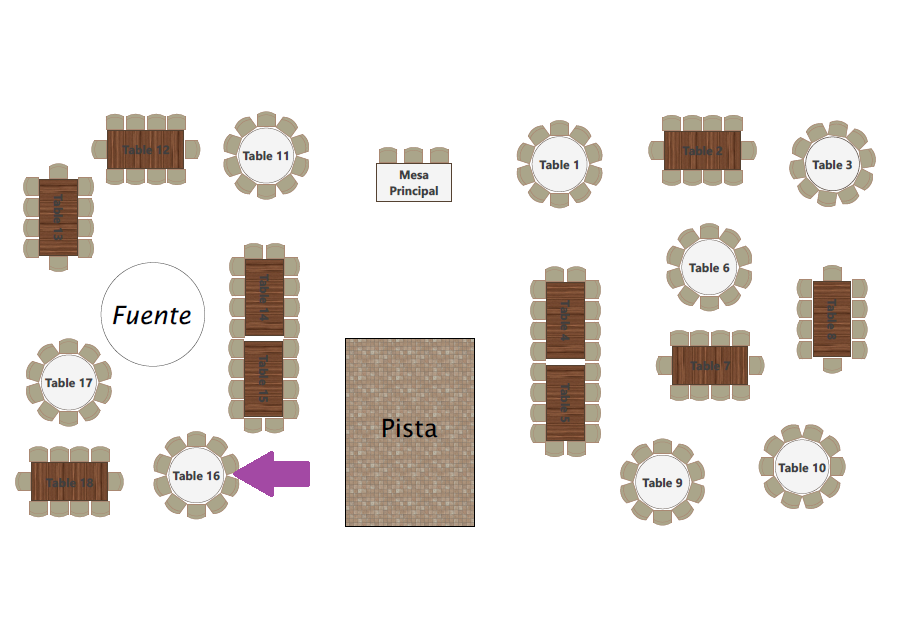 Table 12
Table 11
Mesa
Principal
Table 1
Table 2
Table 3
Table 13
Table 14
Fuente
Table 6
Table 4
Table 8
Table 15
Table 17
Table 7
Table 5
Pista
Table 18
Table 16
Table 9
Table 10